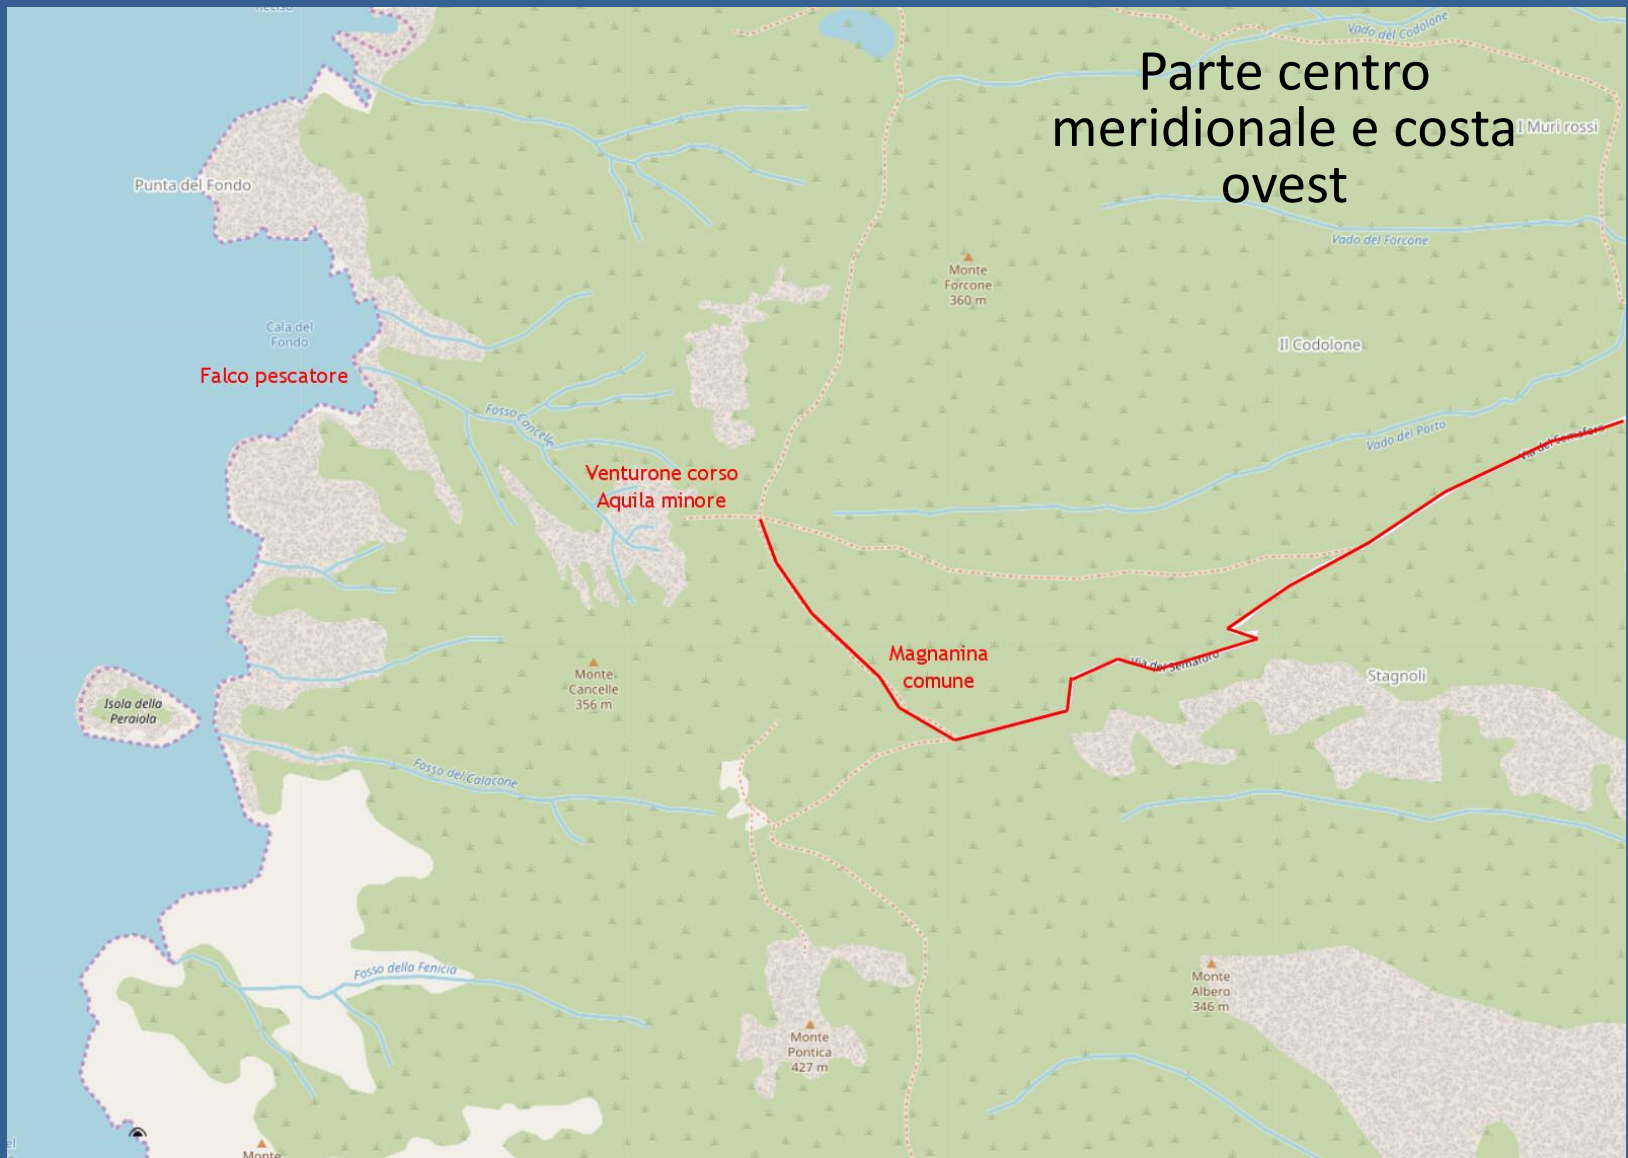 Parte centro
meridionale e costa
ovest
Vado del Codolone
I Muri rossi
Punta del Fondo
Vado del Forcone
Monte
Forcone
360 m
Cala del
Fondo
Il Codolone
Falco pescatore
Fosso Cancelle
Vado del Porto
Via del Semaforo
Venturone corso
Aquila minore
Magnanina
comune
Via del Semaforo
Stagnoli
Monte
Cancelle
356 m
Isola della
Peraiola
Fosso del Calacone
Fosso della Fenicia
Monte
Albero
346 m
Monte
Pontica
427 m
Monte